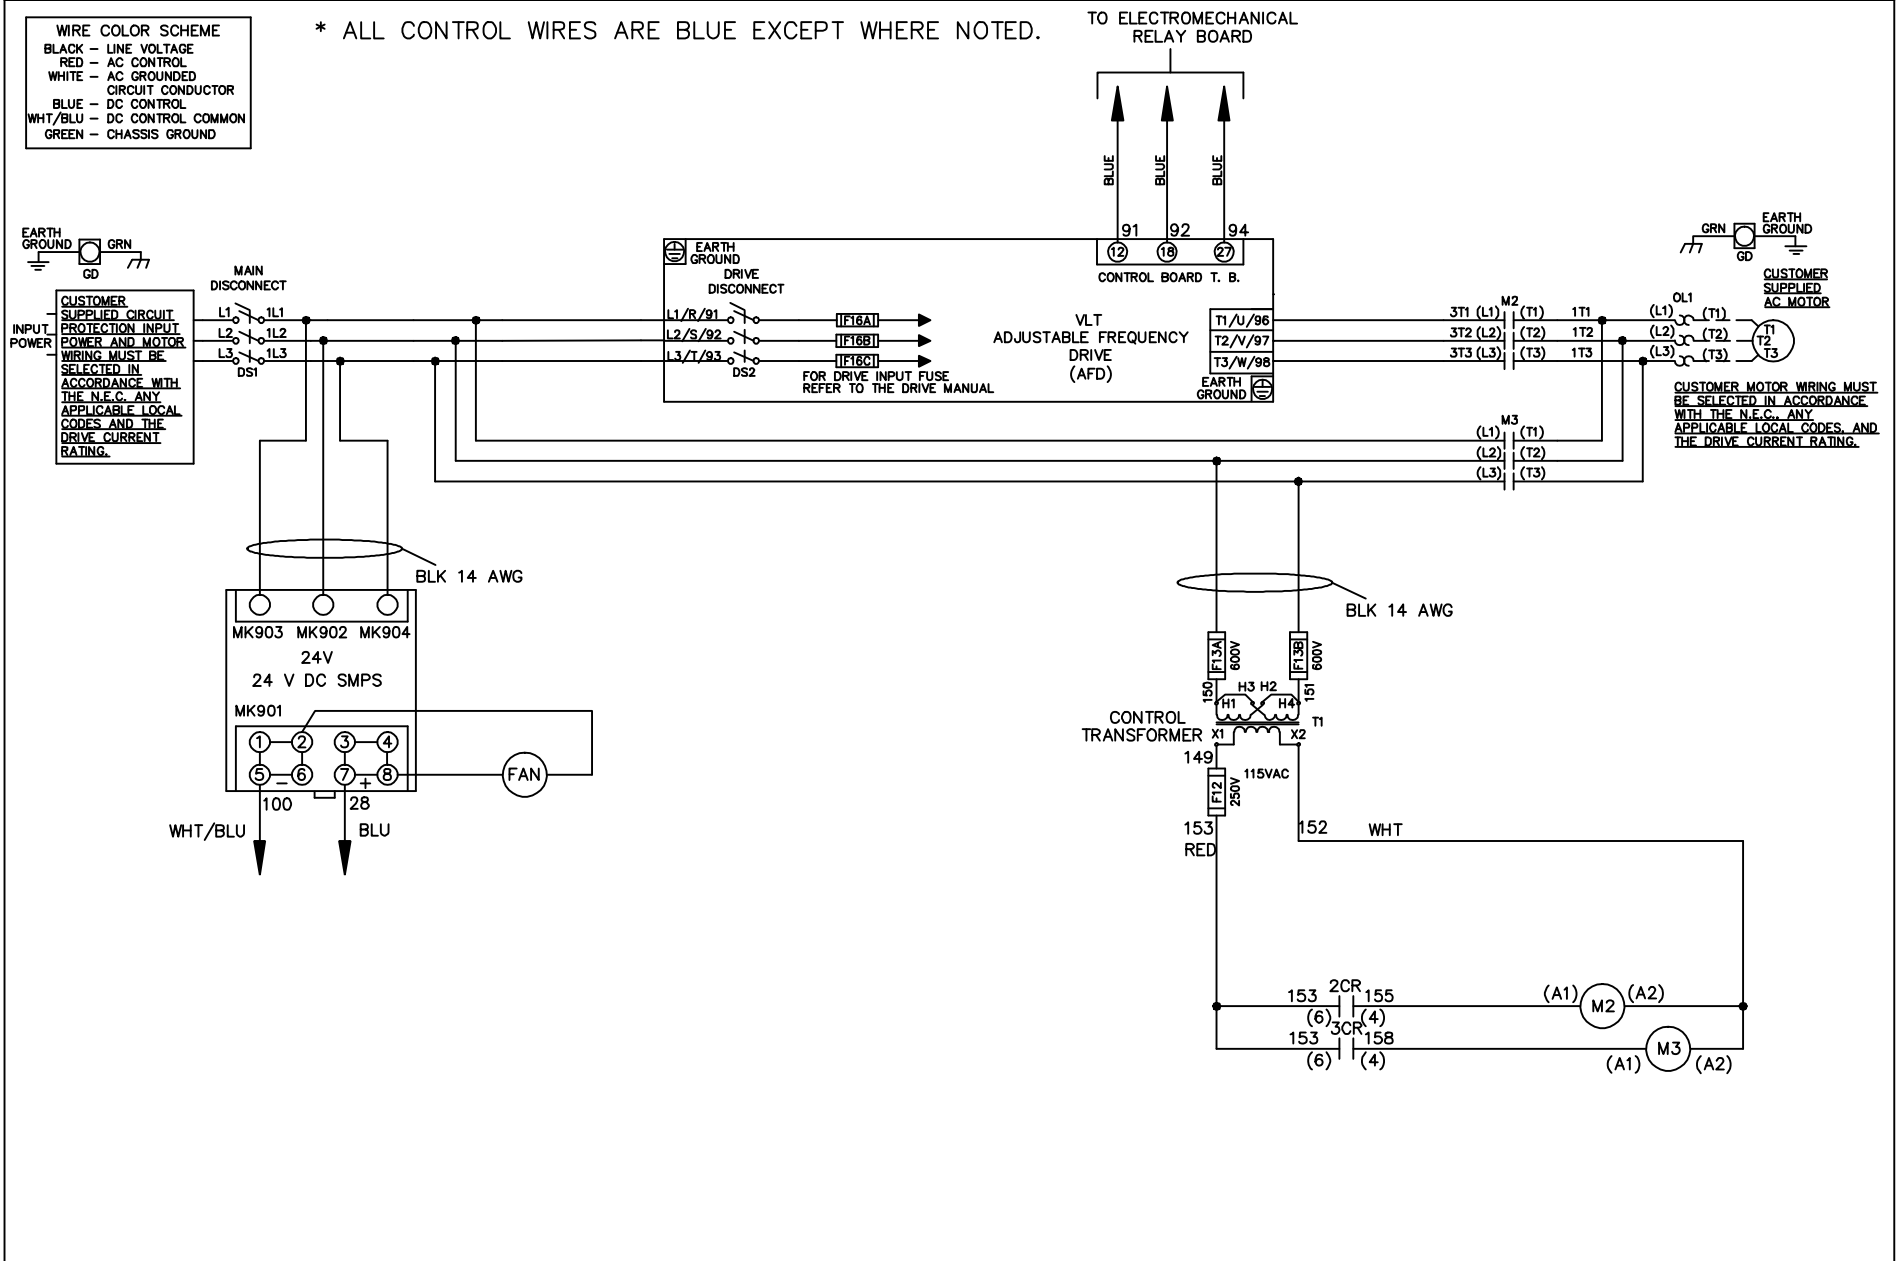 WIRE COLOR SCHEME
BLACK – LINE VOLTAGE
RED – AC CONTROL
WHITE – AC GROUNDED
CIRCUIT CONDUCTOR
BLUE – DC CONTROL
WHT/BLU – DC CONTROL COMMON
GREEN – CHASSIS GROUND
* ALL CONTROL WIRES ARE BLUE EXCEPT WHERE NOTED.
TO ELECTROMECHANICAL
RELAY BOARD
BLUE
BLUE
BLUE
91 92 94
12 18 27
CONTROL BOARD T. B.
EARTH
GROUND
GRN
GD
MAIN
DISCONNECT
CUSTOMER
SUPPLIED CIRCUIT
PROTECTION INPUT
POWER AND MOTOR
WIRING MUST BE
SELECTED IN
ACCORDANCE WITH
THE N.E.C. ANY
APPLICABLE LOCAL
CODES AND THE
DRIVE CURRENT
RATING.
INPUT
POWER
L1 1L1
L2 1L2
L3 1L3
DS1
EARTH
GROUND
DRIVE
DISCONNECT
L1/R/91
L2/S/92
L3/T/93
DS2
F16A
F16B
F16C
FOR DRIVE INPUT FUSE
REFER TO THE DRIVE MANUAL
VLT
ADJUSTABLE FREQUENCY
DRIVE
(AFD)
T1/U/96
T2/V/97
T3/W/98
EARTH
GROUND
M2
3T1 (L1) (T1) 1T1
3T2 (L2) (T2) 1T2
3T3 (L3) (T3) 1T3
OL1
(L1) (T1)
(L2) (T2)
(L3) (T3)
T1
T2
T3
GRN
GD
EARTH
GROUND
CUSTOMER
SUPPLIED
AC MOTOR
CUSTOMER MOTOR WIRING MUST
BE SELECTED IN ACCORDANCE
WITH THE N.E.C., ANY
APPLICABLE LOCAL CODES, AND
THE DRIVE CURRENT RATING.
M3
(L1) (T1)
(L2) (T2)
(L3) (T3)
BLK 14 AWG
MK903 MK902 MK904
24V
24 V DC SMPS
MK901
1 2 3 4
5 – 6 7 + 8
FAN
100 28
WHT/BLU BLU
BLK 14 AWG
F13A
600V
F13B
600V
150
151
H3 H2
H1 H4
T1
CONTROL
TRANSFORMER
X1 X2
149
115VAC
F12
250V
153
RED
152 WHT
2CR
153 155
(6) (4)
(A1) M2 (A2)
3CR
153 158
(6) (4)
(A1) M3 (A2)